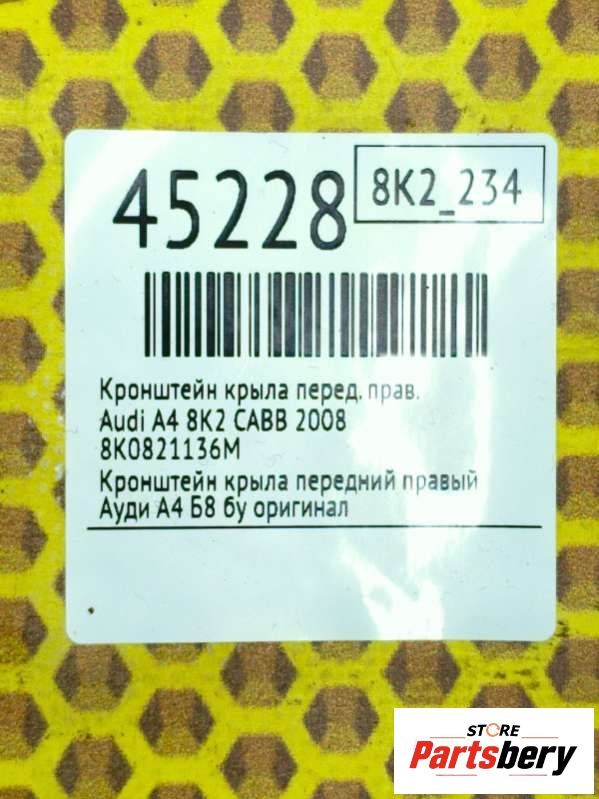 45228
8K2_234
Кронштейн крыла перед. прав.
Audi A4 8K2 CABB 2008
8K0821136M
Кронштейн крыла передний правый
Ауди А4 Б8 бу оригинал
STORE
Partsbery